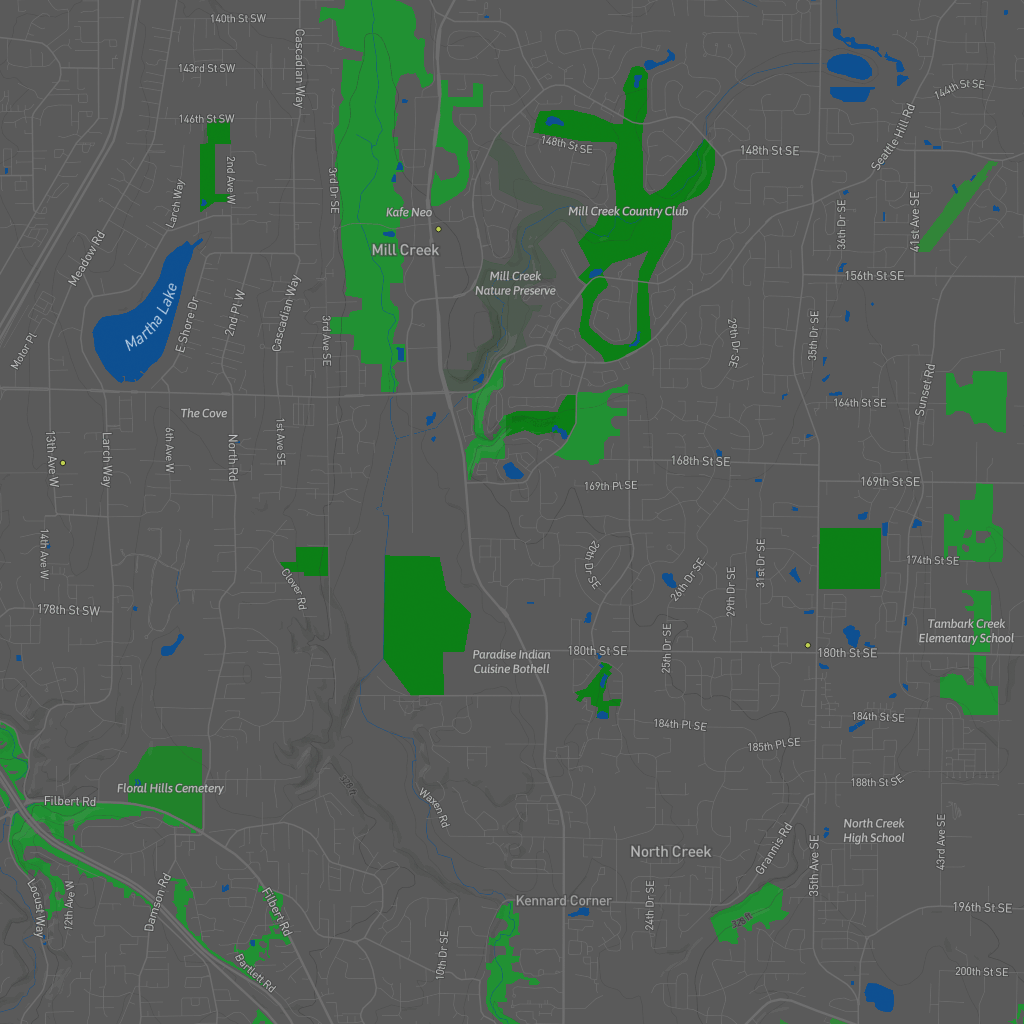 140th St SW
Cascadian Way
143rd St SW
144th St SE
146th St SW
Seattle Hill Rd
148th St SE
148th St SE
2nd Ave W
3rd Dr SE
Larch Way
Kafe Neo
Mill Creek Country Club
36th Dr SE
41st Ave SE
Meadow Rd
Mill Creek
156th St SE
Mill Creek
Nature Preserve
Martha Lake
E Shore Dr
2nd Pl W
Cascadian Way
3rd Ave SE
29th Dr SE
35th Dr SE
Motor Pl
Sunset Rd
164th St SE
The Cove
13th Ave W
Larch Way
6th Ave W
North Rd
1st Ave SE
168th St SE
169th St SE
169th Pl SE
14th Ave W
20th Dr SE
31st Dr SE
174th St SE
26th Dr SE
29th Dr SE
Clover Rd
178th St SW
Tambark Creek
Elementary School
25th Dr SE
180th St SE
180th St SE
Paradise Indian
Cuisine Bothell
184th St SE
184th Pl SE
185th Pl SE
188th St SE
328 ft
Floral Hills Cemetery
Filbert Rd
Waxen Rd
North Creek
High School
43rd Ave SE
Grannis Rd
35th Ave SE
North Creek
Locust Way
12th Ave W
Damson Rd
Filbert Rd
Kennard Corner
24th Dr SE
196th St SE
328 ft
10th Dr SE
Bartlett Rd
200th St SE